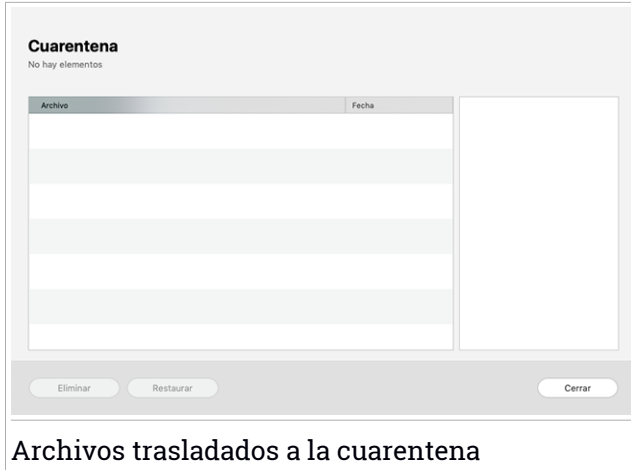 Cuarentena
No hay elementos
Archivo Fecha
Eliminar Restaurar Cerrar
Archivos trasladados a la cuarentena